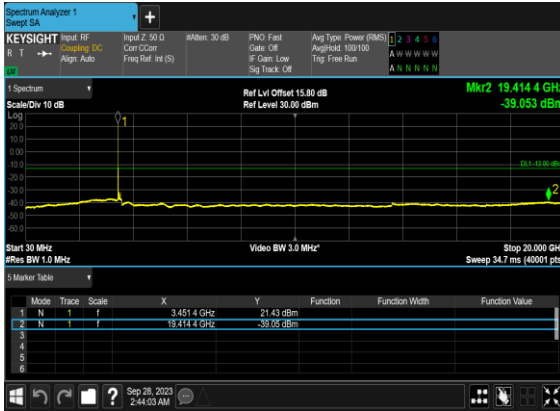 Spectrum Analyzer 1
Swept SA
+
KEYSIGHT
R T
LV
Input: RF
Coupling: DC
Align: Auto
Input Z: 50 Ω
Corr CCorr
Freq Ref: Int (S)
#Atten: 30 dB
PNO: Fast
Gate: Off
IF Gain: Low
Sig Track: Off
Avg Type: Power (RMS)
Avg|Hold: 100/100
Trig: Free Run
1 2 3 4 5 6
A W W W W W
A N N N N N
1 Spectrum
Scale/Div 10 dB
Ref Lvl Offset 15.80 dB
Ref Level 30.00 dBm
Mkr2 19.414 4 GHz
-39.053 dBm
Log
20.0
10.0
0.00
-10.0
-20.0
-30.0
-40.0
-50.0
-60.0
1
DL1 -13.00 dBm
2
Start 30 MHz
#Res BW 1.0 MHz
Video BW 3.0 MHz*
Stop 20.000 GH
Sweep 34.7 ms (40001 pts
5 Marker Table
Mode Trace Scale X Y Function Function Width Function Value
1 N 1 f 3.451 4 GHz 21.43 dBm
2 N 1 f 19.414 4 GHz -39.05 dBm
3
4
5
6
?
Sep 28, 2023
2:44:03 AM